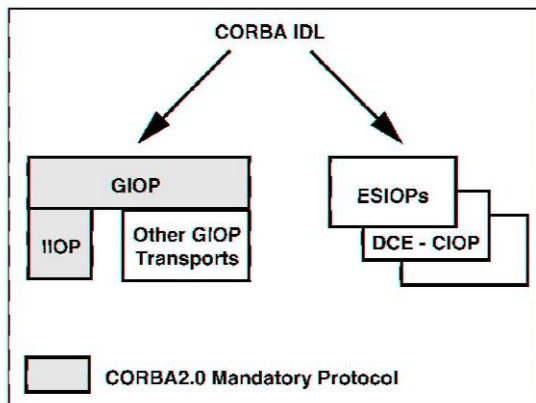 CORBA IDL
GIOP
IIOP
Other GIOP
Transports
ESIOPs
DCE - CIOP
CORBA2.0 Mandatory Protocol